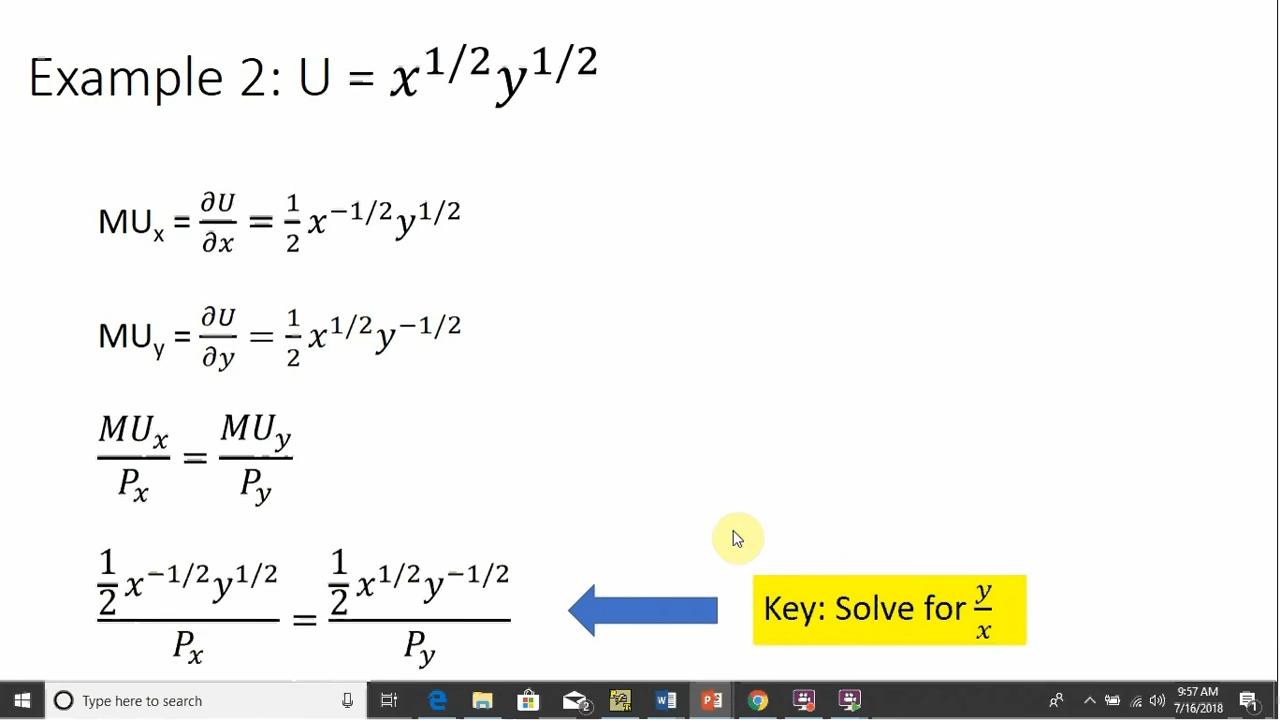 Example 2: U = x^{1/2}y^{1/2}
MU_x = ∂U/∂x = 1/2 x^{-1/2}y^{1/2}
MU_y = ∂U/∂y = 1/2 x^{1/2}y^{-1/2}
MU_x/P_x = MU_y/P_y
(1/2 x^{-1/2}y^{1/2})/P_x = (1/2 x^{1/2}y^{-1/2})/P_y
Key: Solve for y/x
Type here to search
2
9:57 AM
7/16/2018
1